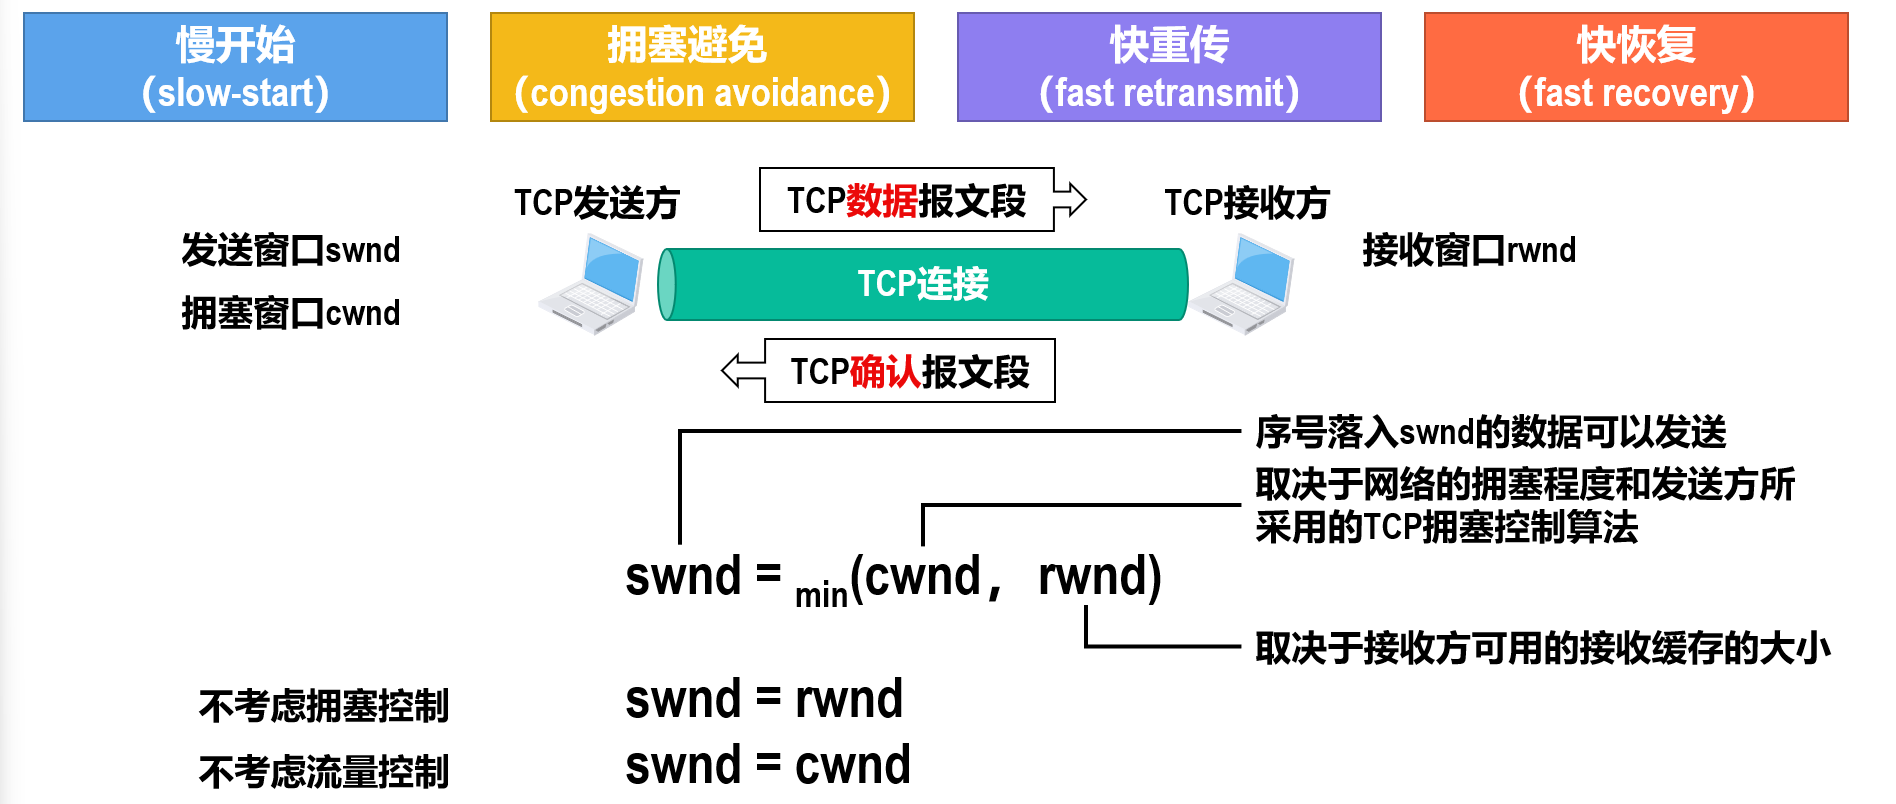 慢开始
（slow-start）
拥塞避免
（congestion avoidance）
快重传
（fast retransmit）
快恢复
（fast recovery）
TCP发送方
TCP数据报文段
TCP接收方
发送窗口swnd
接收窗口rwnd
TCP连接
拥塞窗口cwnd
TCP确认报文段
序号落入swnd的数据可以发送
取决于网络的拥塞程度和发送方所
采用的TCP拥塞控制算法
swnd = min(cwnd，rwnd)
取决于接收方可用的接收缓存的大小
不考虑拥塞控制
swnd = rwnd
不考虑流量控制
swnd = cwnd